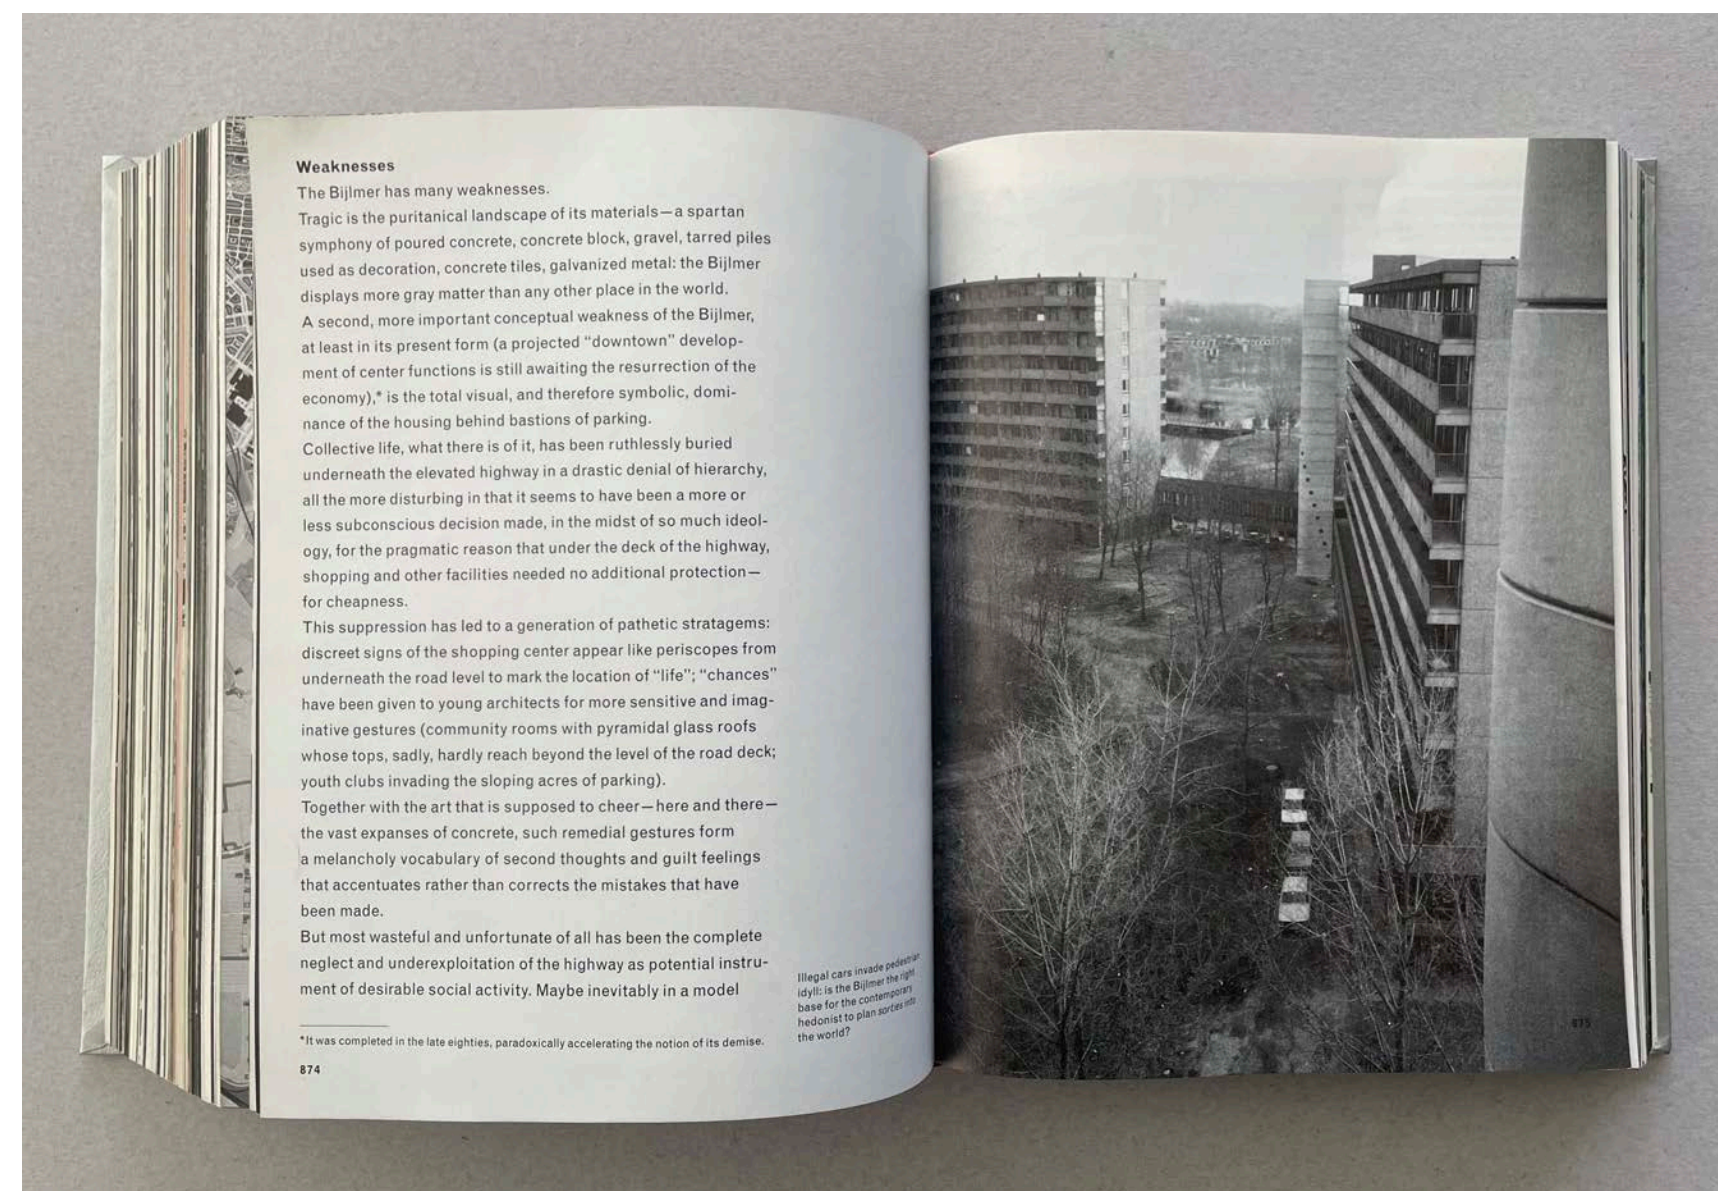 Weaknesses
The Bijlmer has many weaknesses.
Tragic is the puritanical landscape of its materials—a spartan
symphony of poured concrete, concrete block, gravel, tarred piles
used as decoration, concrete tiles, galvanized metal: the Bijlmer
displays more gray matter than any other place in the world.
A second, more important conceptual weakness of the Bijlmer,
at least in its present form (a projected “downtown” develop-
ment of center functions is still awaiting the resurrection of the
economy),* is the total visual, and therefore symbolic, domi-
nance of the housing behind bastions of parking.
Collective life, what there is of it, has been ruthlessly buried
underneath the elevated highway in a drastic denial of hierarchy,
all the more disturbing in that it seems to have been a more or
less subconscious decision made, in the midst of so much ideol-
ogy, for the pragmatic reason that under the deck of the highway,
shopping and other facilities needed no additional protection—
for cheapness.
This suppression has led to a generation of pathetic stratagems:
discreet signs of the shopping center appear like periscopes from
underneath the road level to mark the location of “life”; “chances”
have been given to young architects for more sensitive and imag-
inative gestures (community rooms with pyramidal glass roofs
whose tops, sadly, hardly reach beyond the level of the road deck;
youth clubs invading the sloping acres of parking).
Together with the art that is supposed to cheer—here and there—
the vast expanses of concrete, such remedial gestures form
a melancholy vocabulary of second thoughts and guilt feelings
that accentuates rather than corrects the mistakes that have
been made.
But most wasteful and unfortunate of all has been the complete
neglect and underexploitation of the highway as potential instru-
ment of desirable social activity. Maybe inevitably in a model
*It was completed in the late eighties, paradoxically accelerating the notion of its demise.
874
Illegal cars invade pedestrian
idyll: is the Bijlmer the right
base for the contemporary
hedonist to plan sorties into
the world?
875